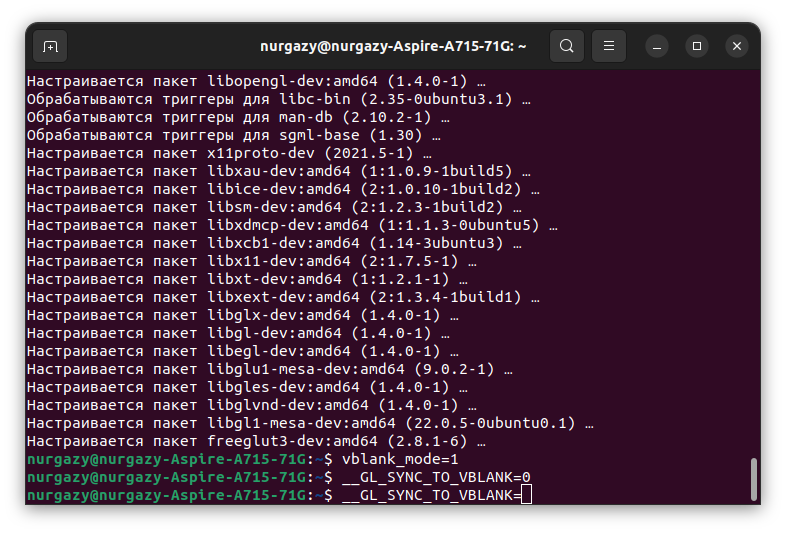 nurgazy@nurgazy-Aspire-A715-71G: ~
Настраивается пакет libopengl-dev:amd64 (1.4.0-1) …
Обрабатываются триггеры для libc-bin (2.35-0ubuntu3.1) …
Обрабатываются триггеры для man-db (2.10.2-1) …
Обрабатываются триггеры для sgml-base (1.30) …
Настраивается пакет x11proto-dev (2021.5-1) …
Настраивается пакет libxau-dev:amd64 (1:1.0.9-1build5) …
Настраивается пакет libice-dev:amd64 (2:1.0.10-1build2) …
Настраивается пакет libsm-dev:amd64 (2:1.2.3-1build2) …
Настраивается пакет libxdmcp-dev:amd64 (1:1.1.3-0ubuntu5) …
Настраивается пакет libxcb1-dev:amd64 (1.14-3ubuntu3) …
Настраивается пакет libx11-dev:amd64 (2:1.7.5-1) …
Настраивается пакет libxt-dev:amd64 (1:1.2.1-1) …
Настраивается пакет libxext-dev:amd64 (2:1.3.4-1build1) …
Настраивается пакет libglx-dev:amd64 (1.4.0-1) …
Настраивается пакет libgl-dev:amd64 (1.4.0-1) …
Настраивается пакет libegl-dev:amd64 (1.4.0-1) …
Настраивается пакет libglu1-mesa-dev:amd64 (9.0.2-1) …
Настраивается пакет libgles-dev:amd64 (1.4.0-1) …
Настраивается пакет libglvnd-dev:amd64 (1.4.0-1) …
Настраивается пакет libgl1-mesa-dev:amd64 (22.0.5-0ubuntu0.1) …
Настраивается пакет freeglut3-dev:amd64 (2.8.1-6) …
nurgazy@nurgazy-Aspire-A715-71G:~$ vblank_mode=1
nurgazy@nurgazy-Aspire-A715-71G:~$ __GL_SYNC_TO_VBLANK=0
nurgazy@nurgazy-Aspire-A715-71G:~$ __GL_SYNC_TO_VBLANK=